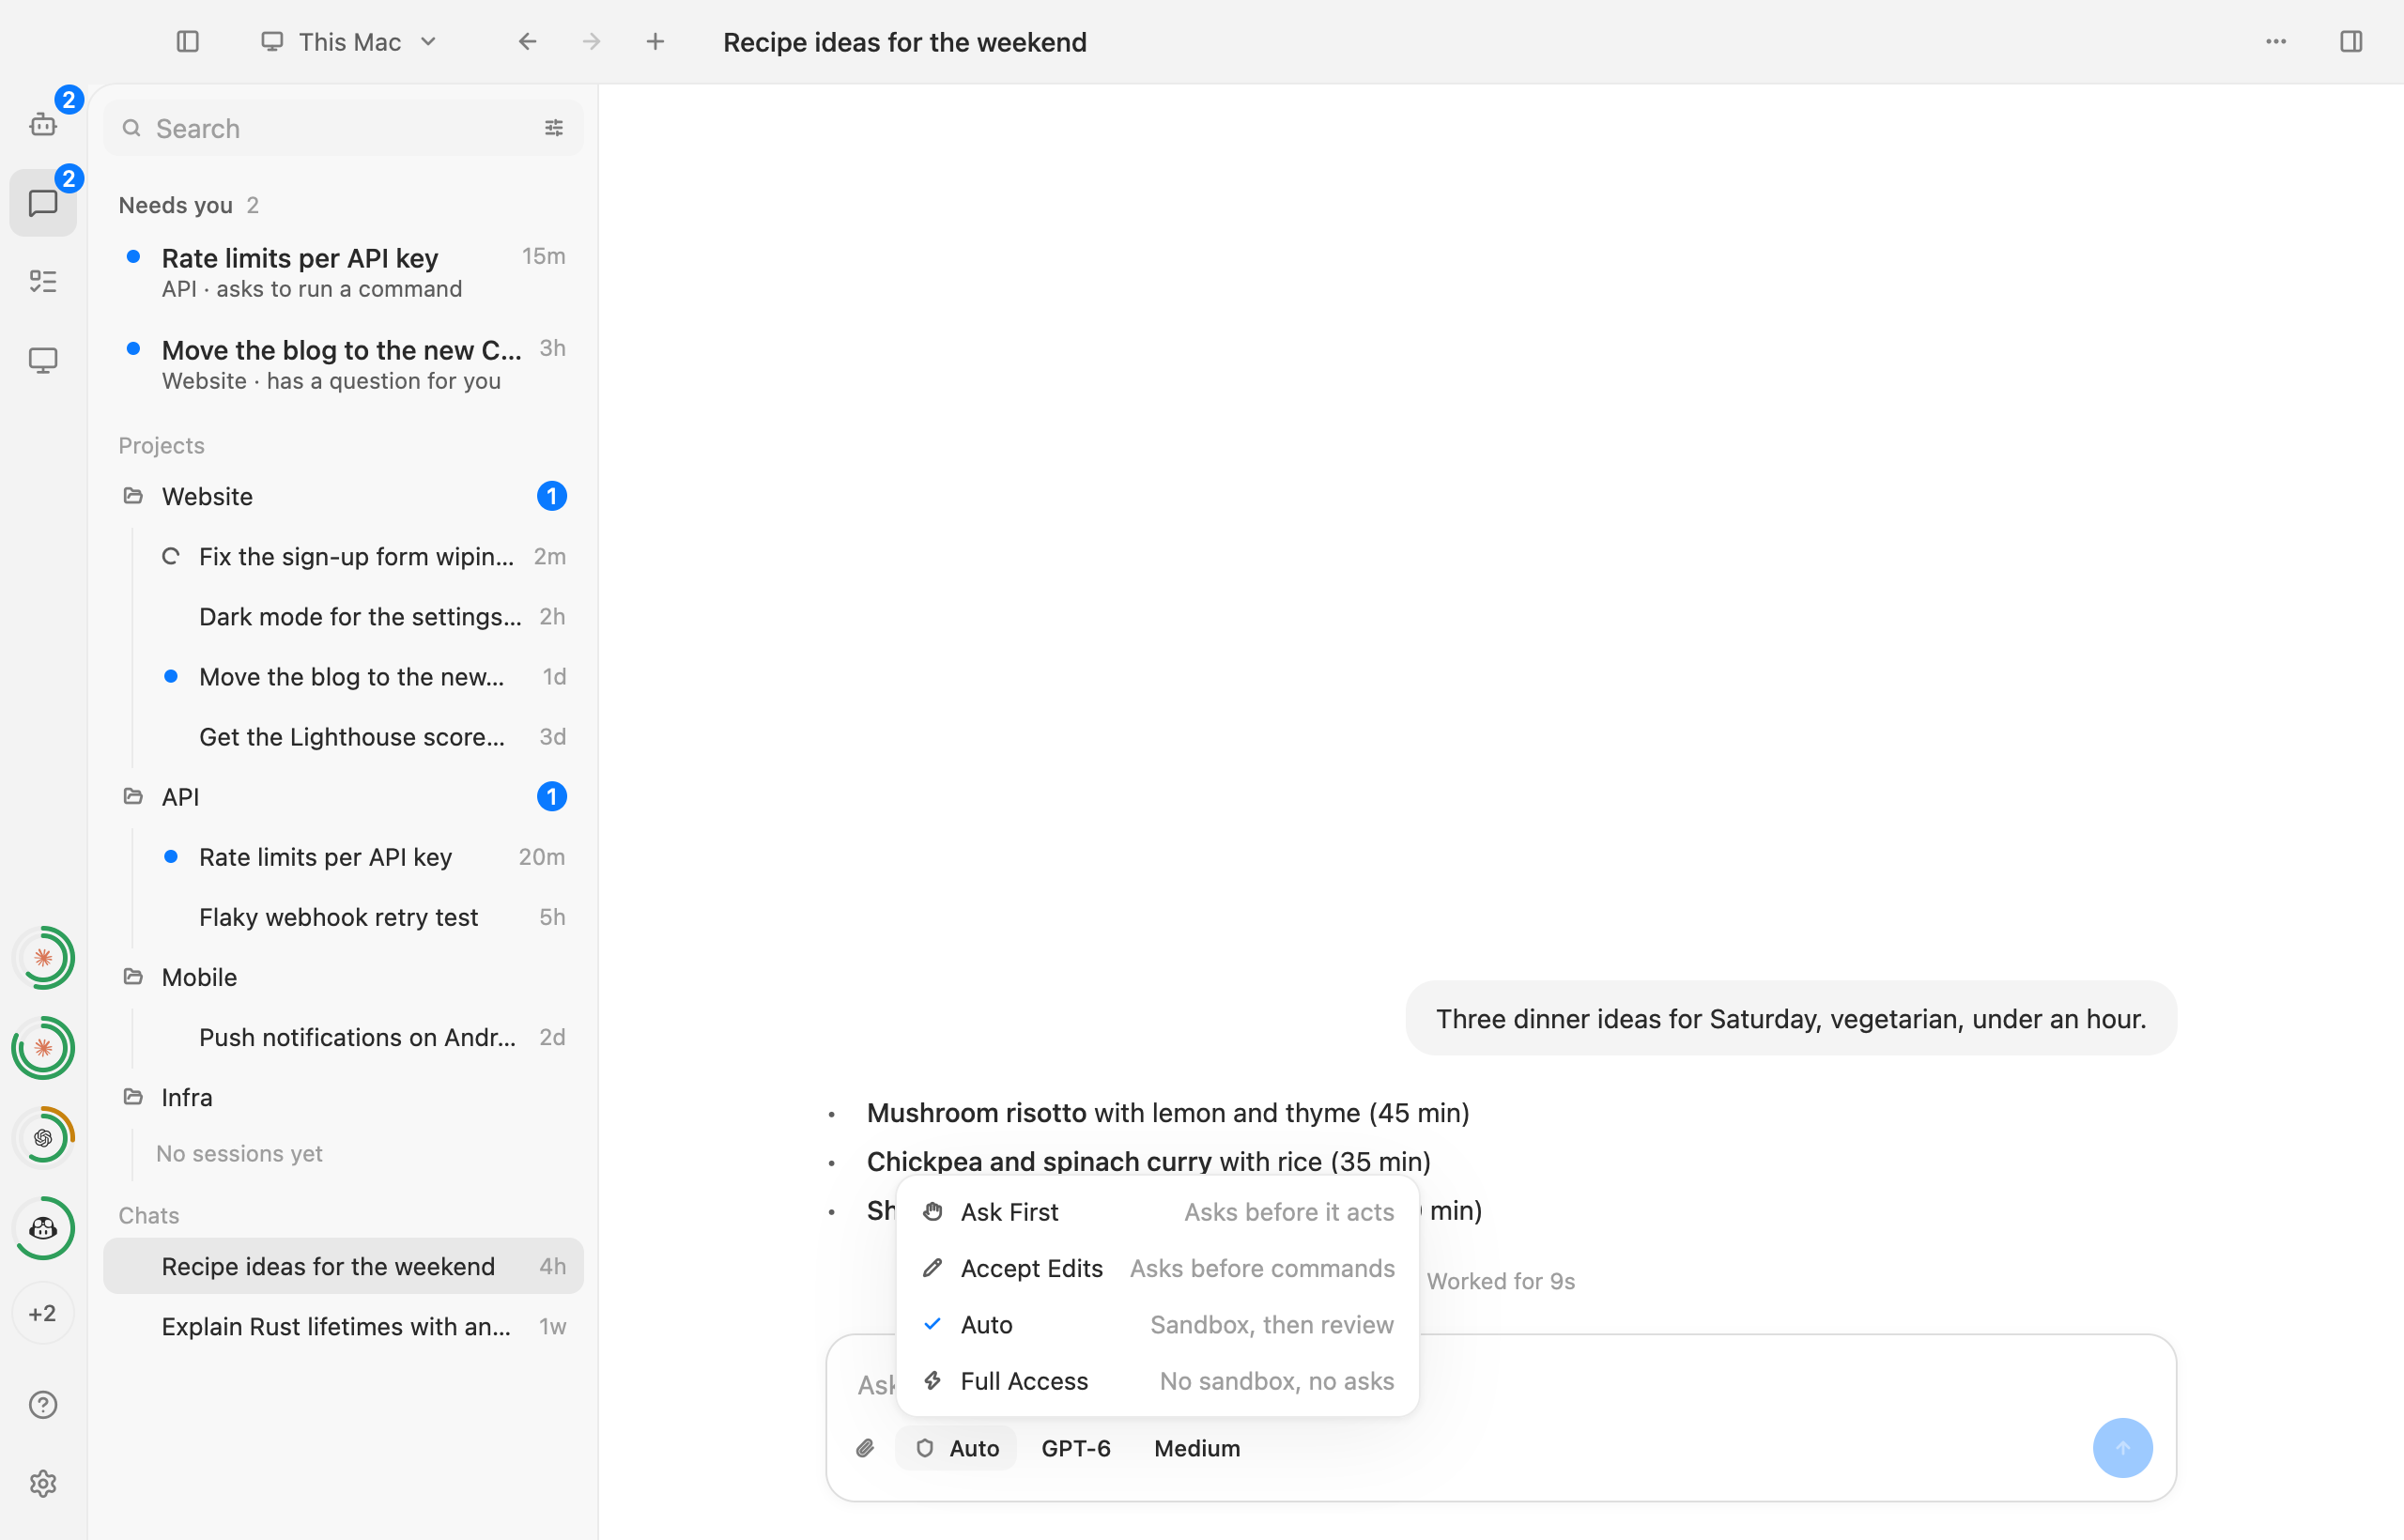 This Mac
Recipe ideas for the weekend
2
2
Search
Needs you 2
Rate limits per API key 15m
API · asks to run a command
Move the blog to the new C... 3h
Website · has a question for you
Projects
Website 1
Fix the sign-up form wipin... 2m
Dark mode for the settings... 2h
Move the blog to the new... 1d
Get the Lighthouse score... 3d
API 1
Rate limits per API key 20m
Flaky webhook retry test 5h
Mobile
Push notifications on Andr... 2d
Infra
No sessions yet
Chats
Recipe ideas for the weekend 4h
Explain Rust lifetimes with an... 1w
+2
Three dinner ideas for Saturday, vegetarian, under an hour.
• Mushroom risotto with lemon and thyme (45 min)
• Chickpea and spinach curry with rice (35 min)
• Sh min)
Ask First Asks before it acts
Accept Edits Asks before commands
Auto Sandbox, then review
Full Access No sandbox, no asks
Worked for 9s
Ask
Auto GPT-6 Medium